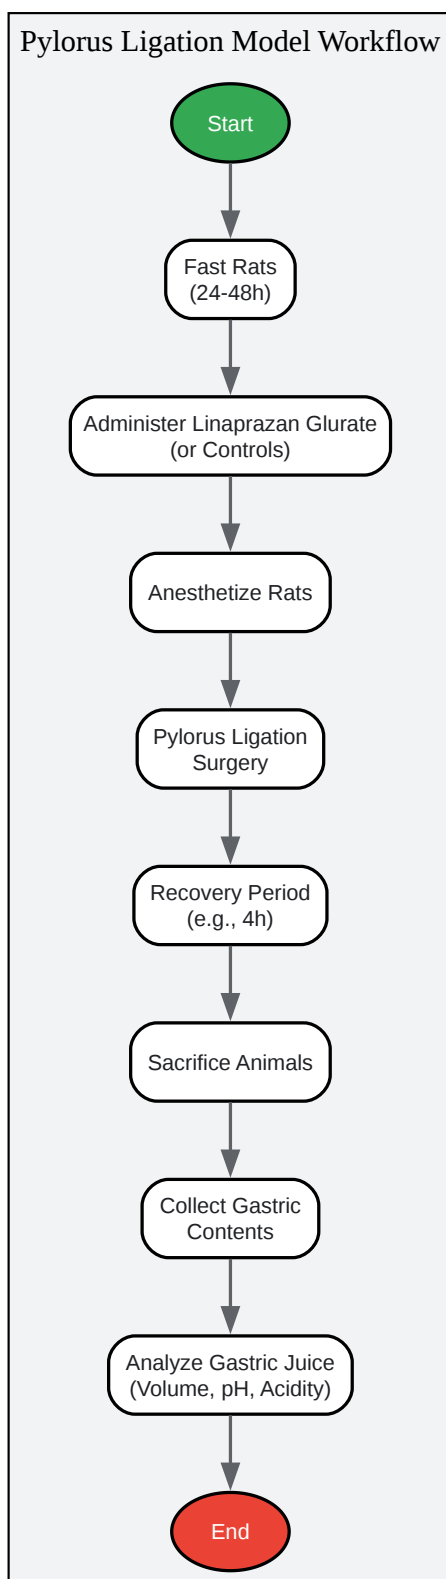 Pylorus Ligation Model Workflow
Start
Fast Rats
(24-48h)
Administer Linaprazan Glurate
(or Controls)
Anesthetize Rats
Pylorus Ligation
Surgery
Recovery Period
(e.g., 4h)
Sacrifice Animals
Collect Gastric
Contents
Analyze Gastric Juice
(Volume, pH, Acidity)
End